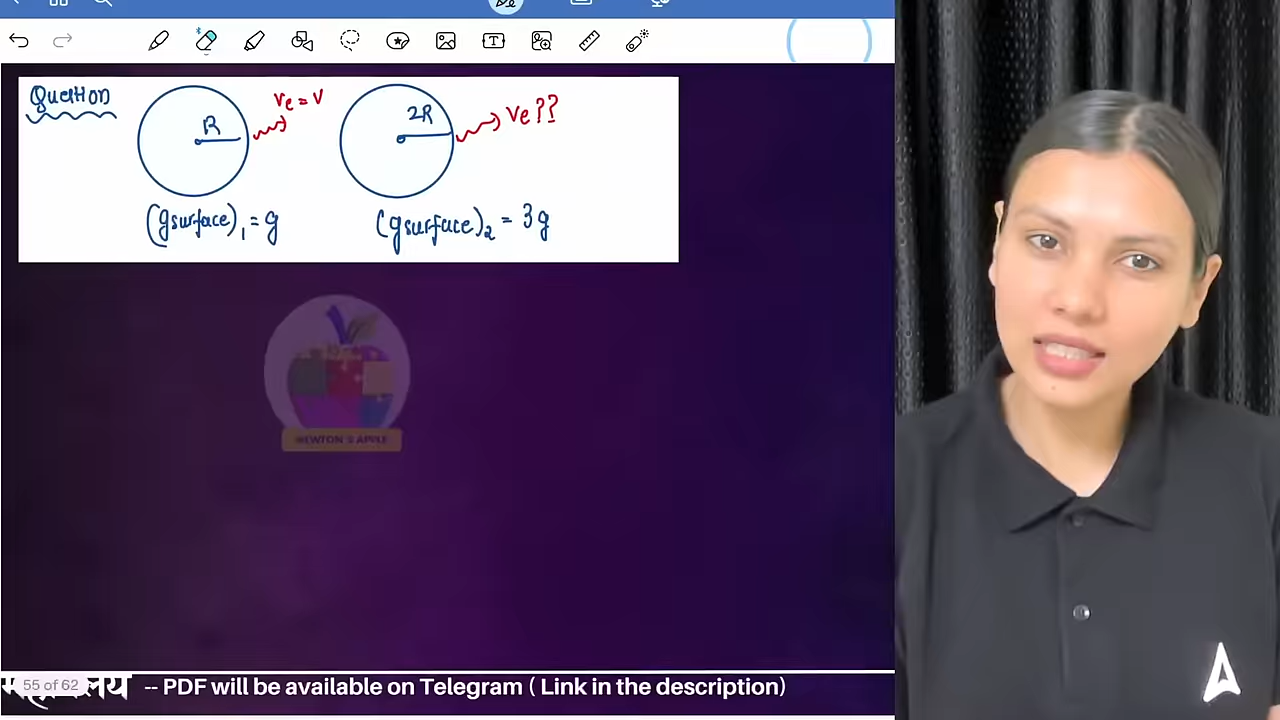 Question
R
ve = v
2R
ve ??
(gsurface)₁ = g
(gsurface)₂ = 3g
NEWTON'S APPLE
55 of 62
-- PDF will be available on Telegram ( Link in the description)